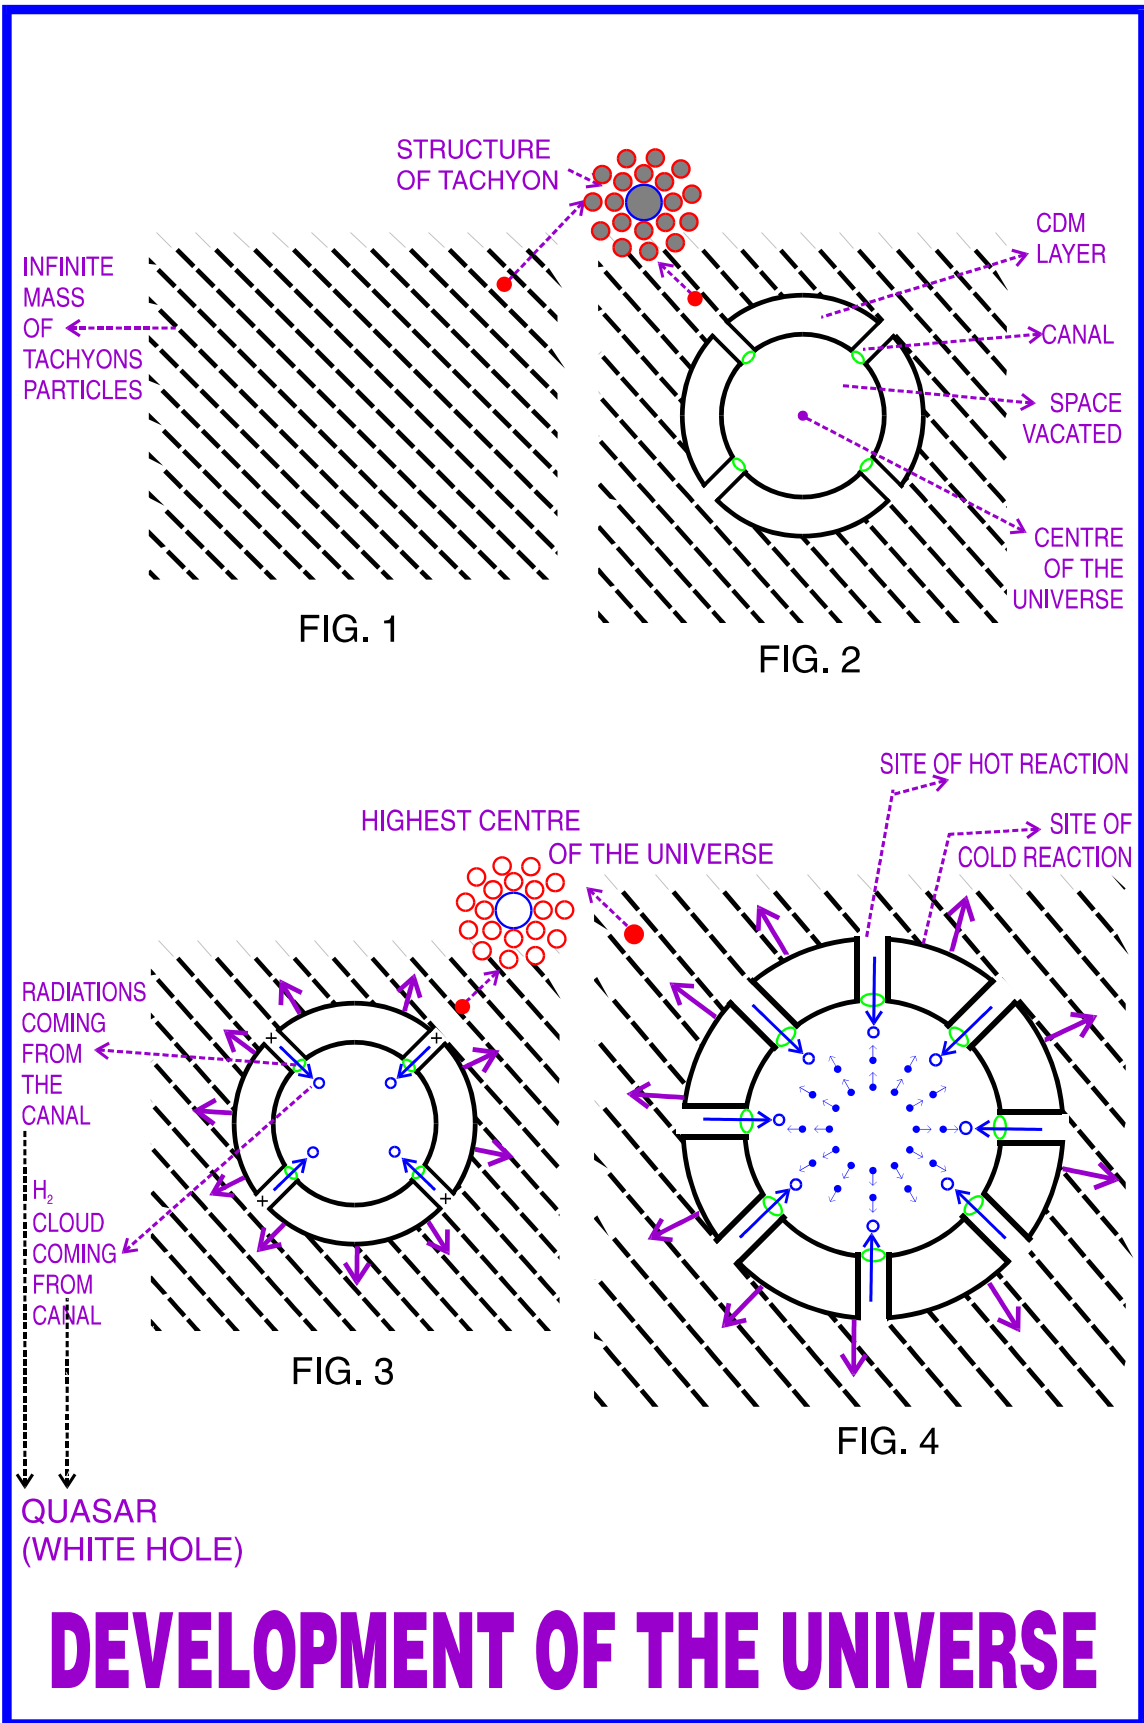 STRUCTURE
OF TACHYON
INFINITE
MASS
OF
TACHYONS
PARTICLES
FIG. 1
CDM
LAYER
CANAL
SPACE
VACATED
CENTRE
OF THE
UNIVERSE
FIG. 2
HIGHEST CENTRE
OF THE UNIVERSE
RADIATIONS
COMING
FROM
THE
CANAL
H₂
CLOUD
COMING
FROM
CANAL
+
+
+
+
FIG. 3
SITE OF HOT REACTION
SITE OF
COLD REACTION
FIG. 4
QUASAR
(WHITE HOLE)
DEVELOPMENT OF THE UNIVERSE